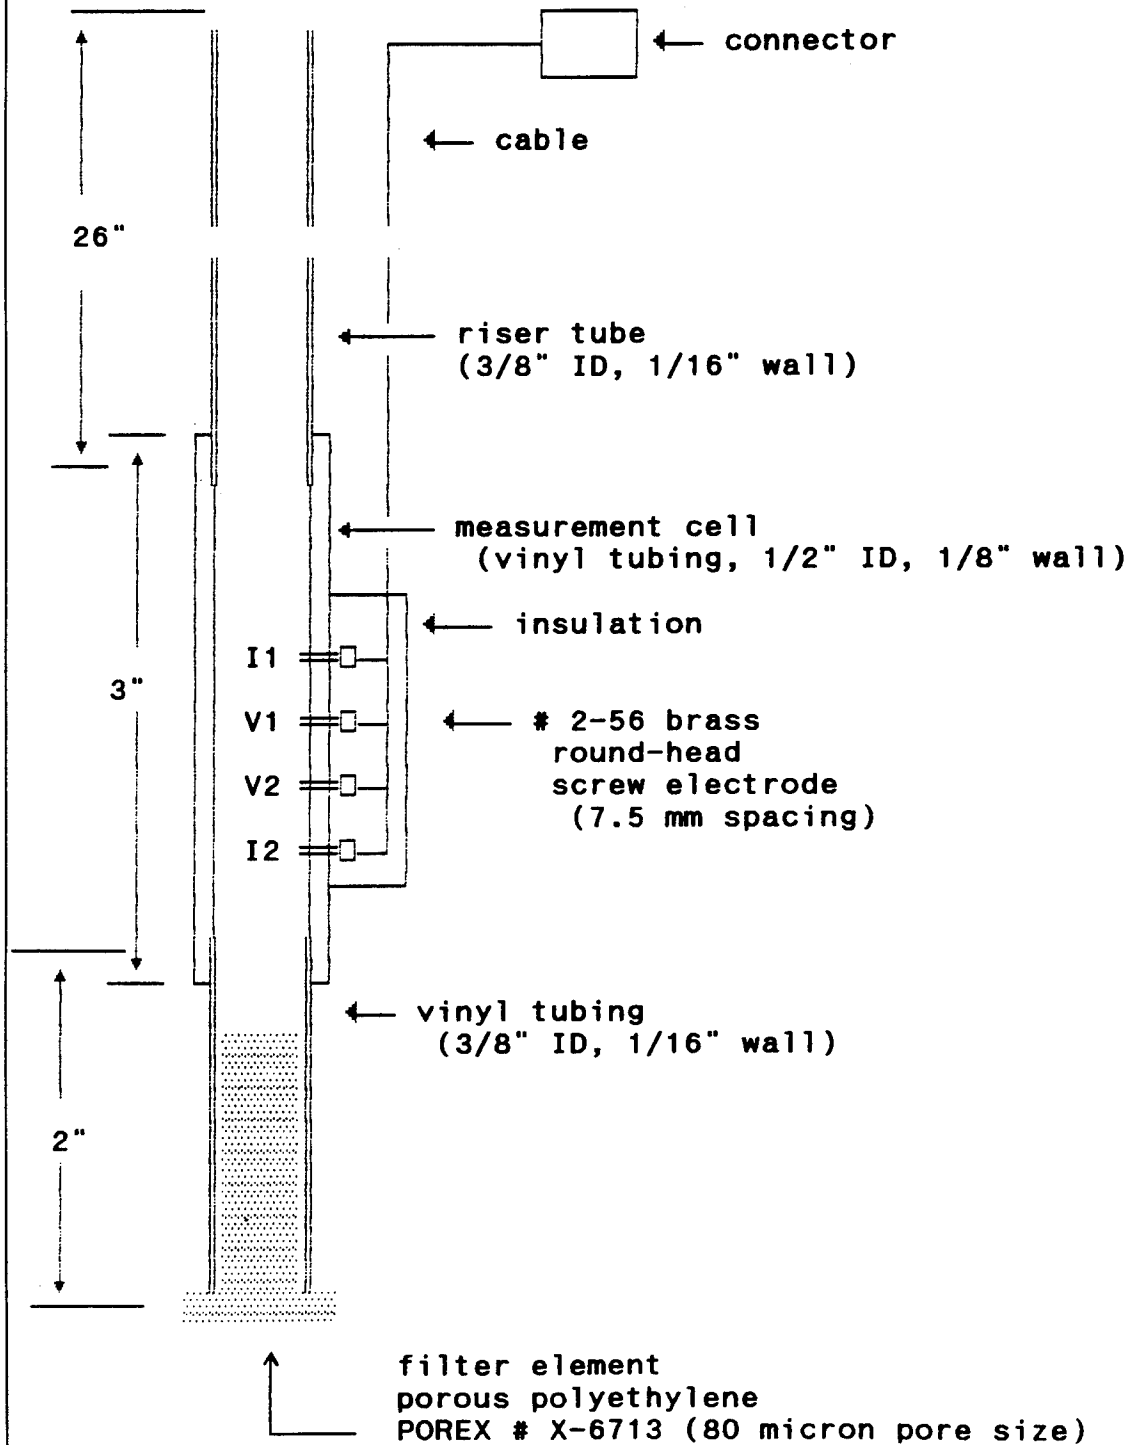 connector
cable
26"
riser tube
(3/8" ID, 1/16" wall)
measurement cell
(vinyl tubing, 1/2" ID, 1/8" wall)
insulation
I1
3"
V1
# 2-56 brass
round-head
V2
screw electrode
(7.5 mm spacing)
I2
vinyl tubing
(3/8" ID, 1/16" wall)
2"
filter element
porous polyethylene
POREX # X-6713 (80 micron pore size)